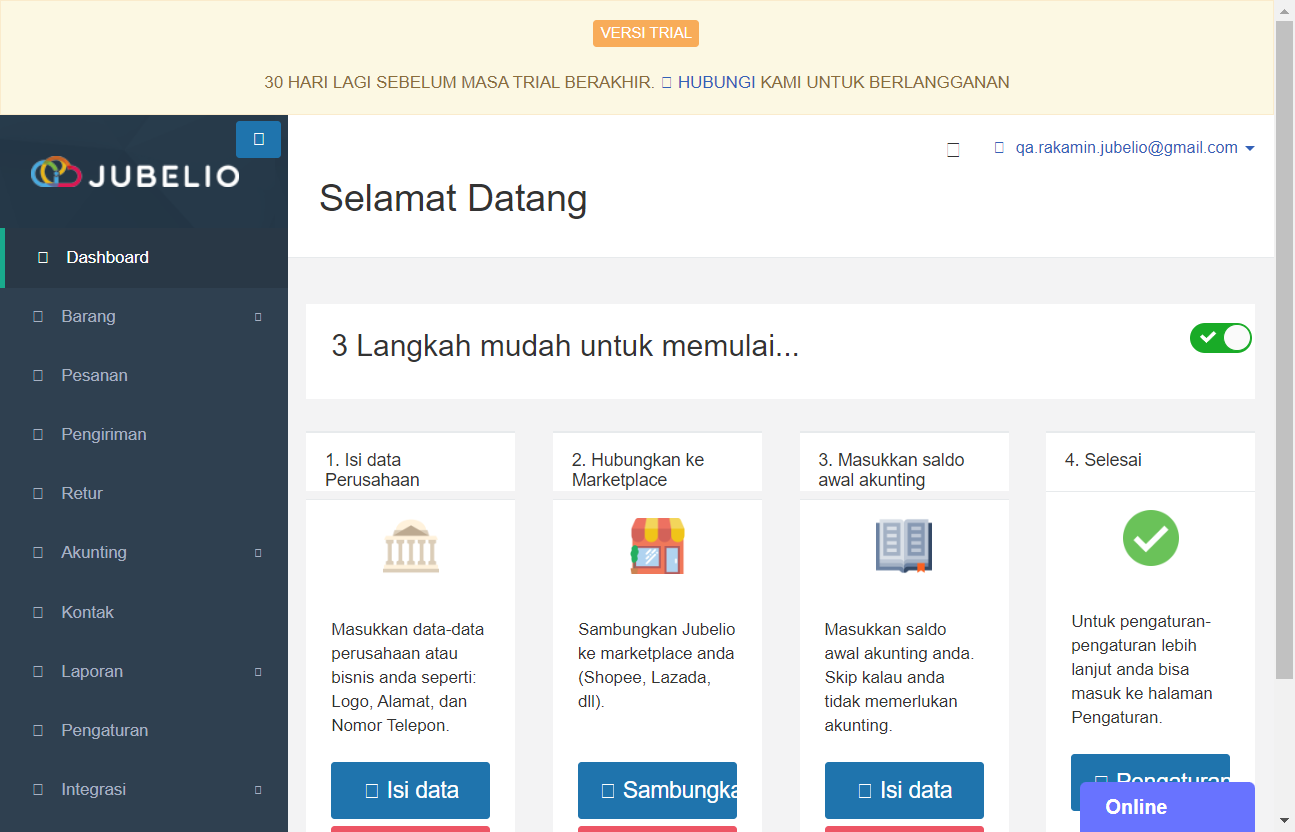 VERSI TRIAL
30 HARI LAGI SEBELUM MASA TRIAL BERAKHIR. HUBUNGI KAMI UNTUK BERLANGGANAN
JUBELIO
qa.rakamin.jubelio@gmail.com
Selamat Datang
Dashboard
Barang
Pesanan
Pengiriman
Retur
Akunting
Kontak
Laporan
Pengaturan
Integrasi
3 Langkah mudah untuk memulai...
1. Isi data
Perusahaan
Masukkan data-data
perusahaan atau
bisnis anda seperti:
Logo, Alamat, dan
Nomor Telepon.
Isi data
2. Hubungkan ke
Marketplace
Sambungkan Jubelio
ke marketplace anda
(Shopee, Lazada,
dll).
Sambungka
3. Masukkan saldo
awal akunting
Masukkan saldo
awal akunting anda.
Skip kalau anda
tidak memerlukan
akunting.
Isi data
4. Selesai
Untuk pengaturan-
pengaturan lebih
lanjut anda bisa
masuk ke halaman
Pengaturan.
Pengaturan
Online